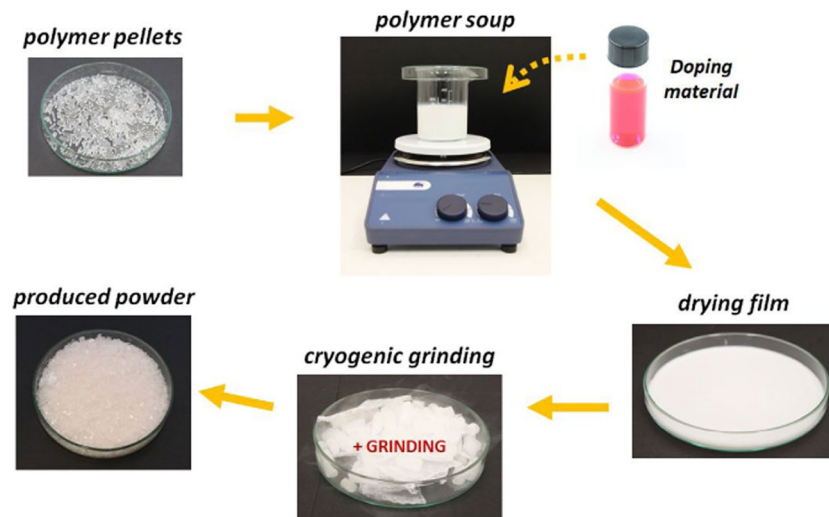 polymer pellets
polymer soup
Doping
material
drying film
cryogenic grinding
+ GRINDING
produced powder